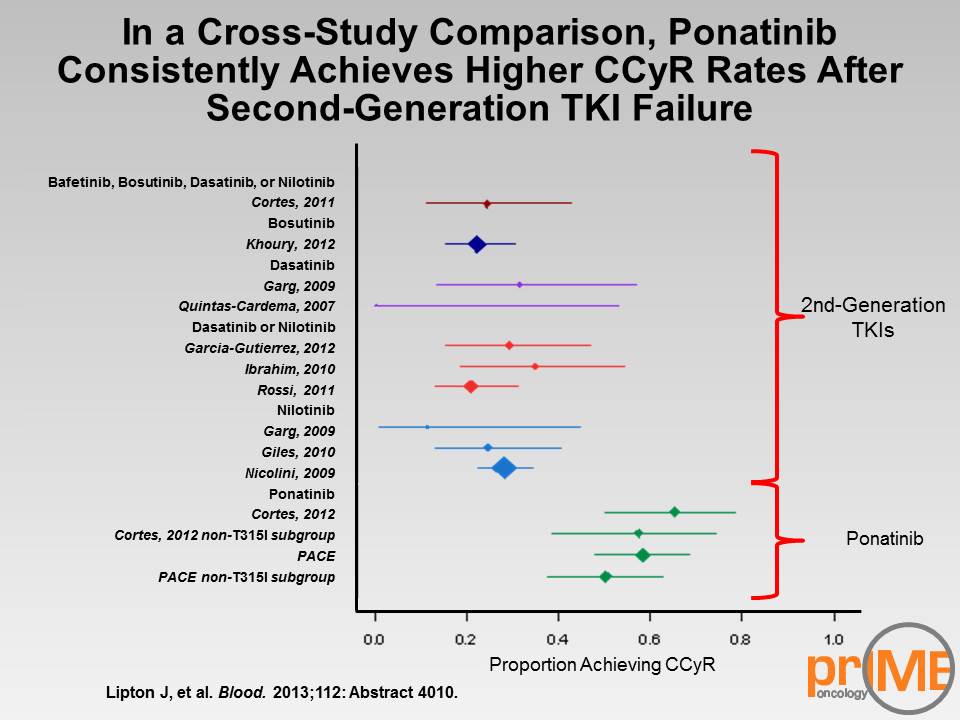 In a Cross-Study Comparison, Ponatinib
Consistently Achieves Higher CCyR Rates After
Second-Generation TKI Failure
Bafetinib, Bosutinib, Dasatinib, or Nilotinib
Cortes, 2011
Bosutinib
Khoury, 2012
Dasatinib
Garg, 2009
Quintas-Cardema, 2007
Dasatinib or Nilotinib
Garcia-Gutierrez, 2012
Ibrahim, 2010
Rossi, 2011
Nilotinib
Garg, 2009
Giles, 2010
Nicolini, 2009
Ponatinib
Cortes, 2012
Cortes, 2012 non-T315I subgroup
PACE
PACE non-T315I subgroup
2nd-Generation
TKIs
Ponatinib
0.0 0.2 0.4 0.6 0.8 1.0
Proportion Achieving CCyR
prIME
oncology
Lipton J, et al. Blood. 2013;112: Abstract 4010.